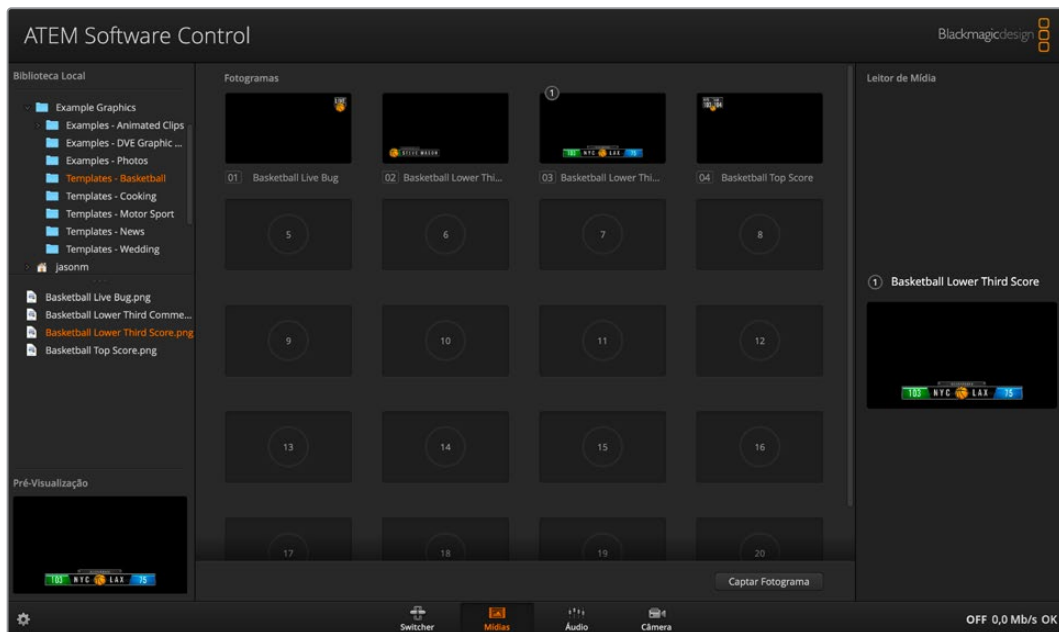 ATEM Software Control
Blackmagicdesign
Biblioteca Local
Example Graphics
Examples - Animated Clips
Examples - DVE Graphic ...
Examples - Photos
Templates - Basketball
Templates - Cooking
Templates - Motor Sport
Templates - News
Templates - Wedding
jasonm
Basketball Live Bug.png
Basketball Lower Third Comme...
Basketball Lower Third Score.png
Basketball Top Score.png
Pré-Visualização
103 NYC LAX 75
Fotogramas
LIVE
STEVE MASON
1
103 NYC LAX 75
103 104
01 Basketball Live Bug
02 Basketball Lower Thi...
03 Basketball Lower Thi...
04 Basketball Top Score
5 6 7 8
9 10 11 12
13 14 15 16
17 18 19 20
Captar Fotograma
Leitor de Mídia
1 Basketball Lower Third Score
103 NYC LAX 75
Switcher
Mídias
Áudio
Câmera
OFF 0,0 Mb/s OK